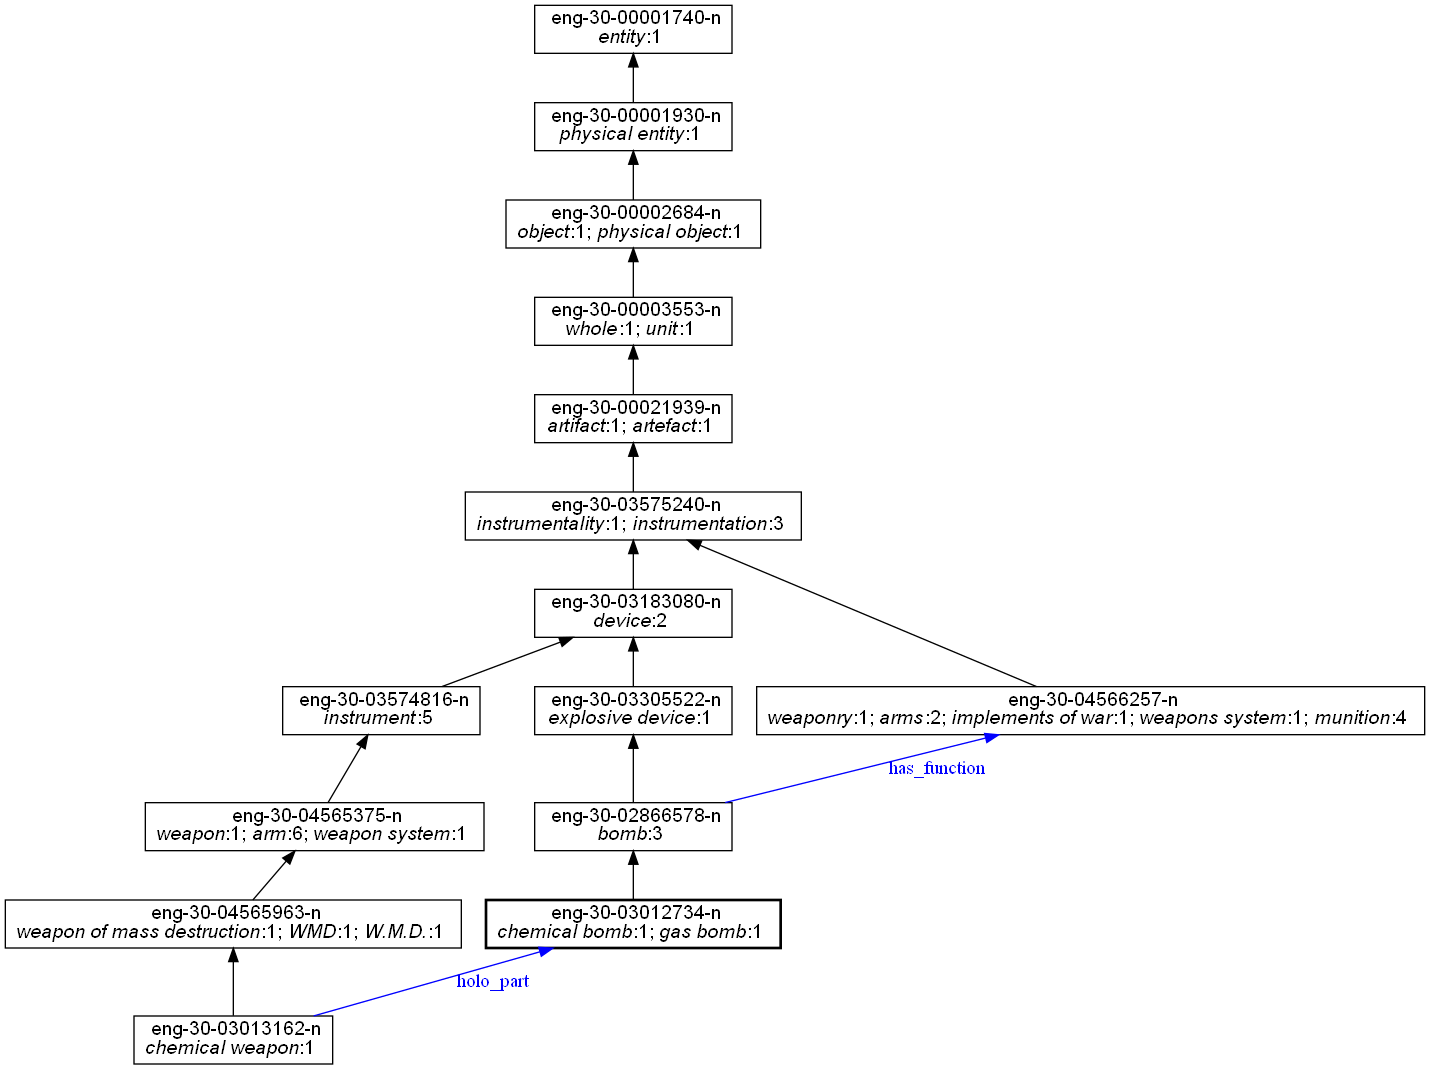 eng-30-00001740-n
entity:1
eng-30-00001930-n
physical entity:1
eng-30-00002684-n
object:1; physical object:1
eng-30-00003553-n
whole:1; unit:1
eng-30-00021939-n
artifact:1; artefact:1
eng-30-03575240-n
instrumentality:1; instrumentation:3
eng-30-03183080-n
device:2
eng-30-03574816-n
instrument:5
eng-30-03305522-n
explosive device:1
eng-30-04566257-n
weaponry:1; arms:2; implements of war:1; weapons system:1; munition:4
has_function
eng-30-04565375-n
weapon:1; arm:6; weapon system:1
eng-30-02866578-n
bomb:3
eng-30-04565963-n
weapon of mass destruction:1; WMD:1; W.M.D.:1
eng-30-03012734-n
chemical bomb:1; gas bomb:1
holo_part
eng-30-03013162-n
chemical weapon:1